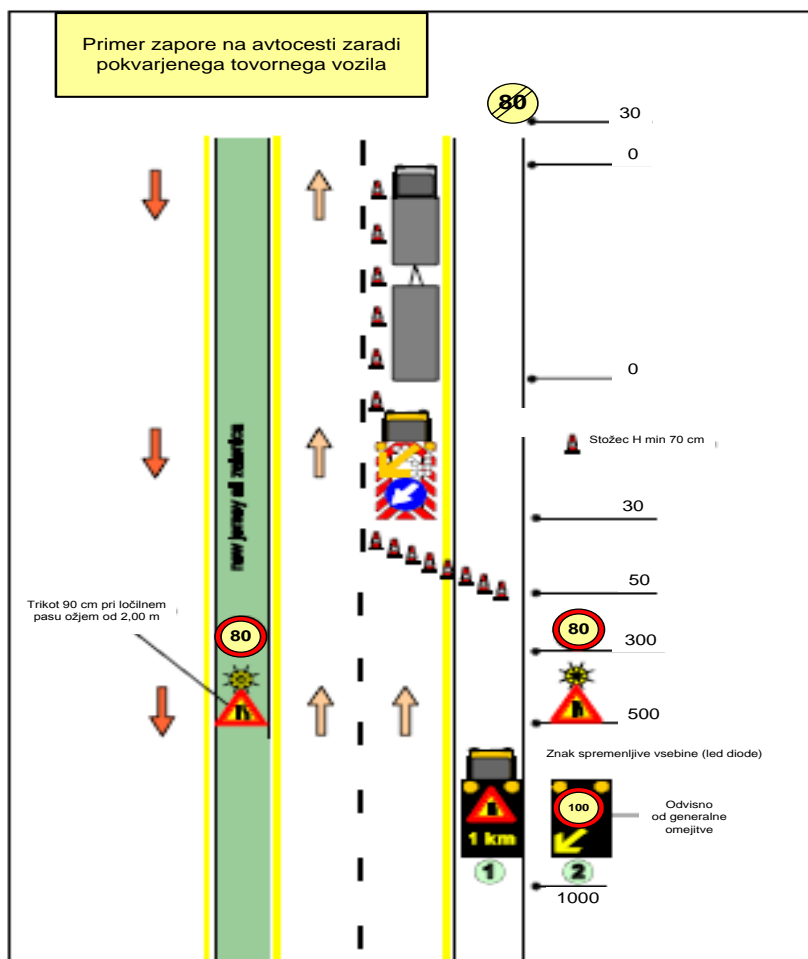 Primer zapore na avtocesti zaradi
pokvarjenega tovornega vozila
80
30
0
0
new jersey ali zelenica
Stožec H min 70 cm
30
50
Trikot 90 cm pri ločilnem
pasu ožjem od 2,00 m
80
80
300
500
Znak spremenljive vsebine (led diode)
1 km
100
Odvisno
od generalne
omejitve
1
2
1000